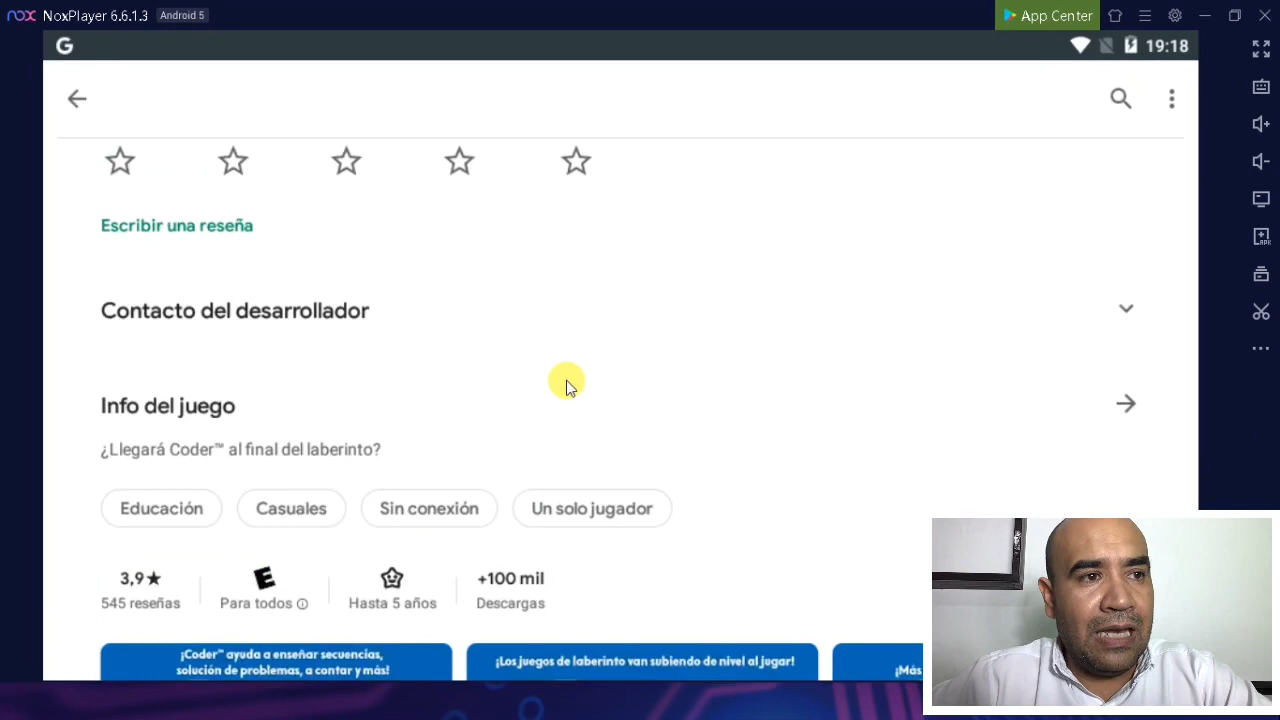 nox NoxPlayer 6.6.1.3 Android 5
App Center
G
19:18
Escribir una reseña
Contacto del desarrollador
Info del juego
¿Llegará Coder™ al final del laberinto?
Educación
Casuales
Sin conexión
Un solo jugador
3,9★
E
+100 mil
545 reseñas
Para todos
Hasta 5 años
Descargas
¡Coder™ ayuda a enseñar secuencias,
solución de problemas, a contar y más!
¡Los juegos de laberinto van subiendo de nivel al jugar!
¡Más